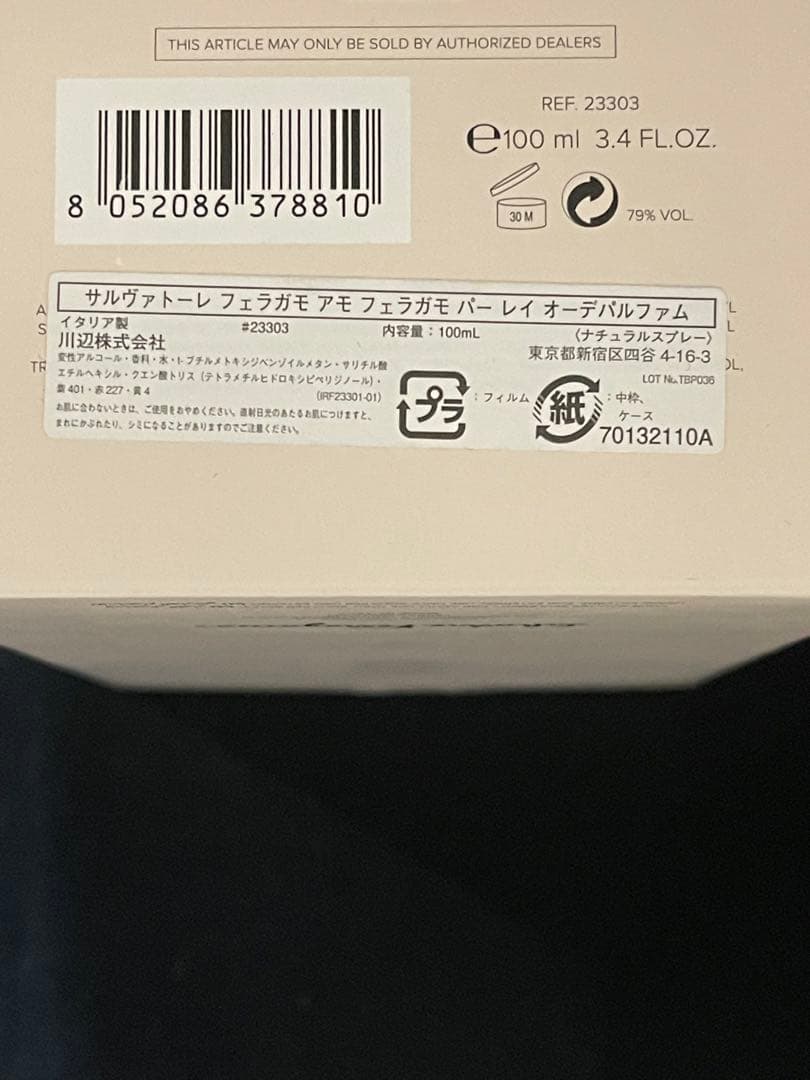 THIS ARTICLE MAY ONLY BE SOLD BY AUTHORIZED DEALERS
REF. 23303
e100 ml 3.4 FL.OZ.
30 M
79% VOL.
8 052086 378810
サルヴァトーレ フェラガモ アモ フェラガモ パー レイ オーデパルファム
イタリア製 #23303 内容量：100mL （ナチュラルスプレー）
川辺株式会社 東京都新宿区四谷 4-16-3
変性アルコール・香料・水・t-ブチルメトキシジベンゾイルメタン・サリチル酸
エチルヘキシル・クエン酸トリス（テトラメチルヒドロキシピペリジノール）・
紫401・赤227・黄4 (IRF23301-01)
LOT No.TBP036
お肌に合わないときは、ご使用をおやめください。直射日光のあたるお肌につけますと、
まれにかぶれたり、シミになることがありますのでご注意ください。
プラ：フィルム 紙：中枠、
ケース
70132110A